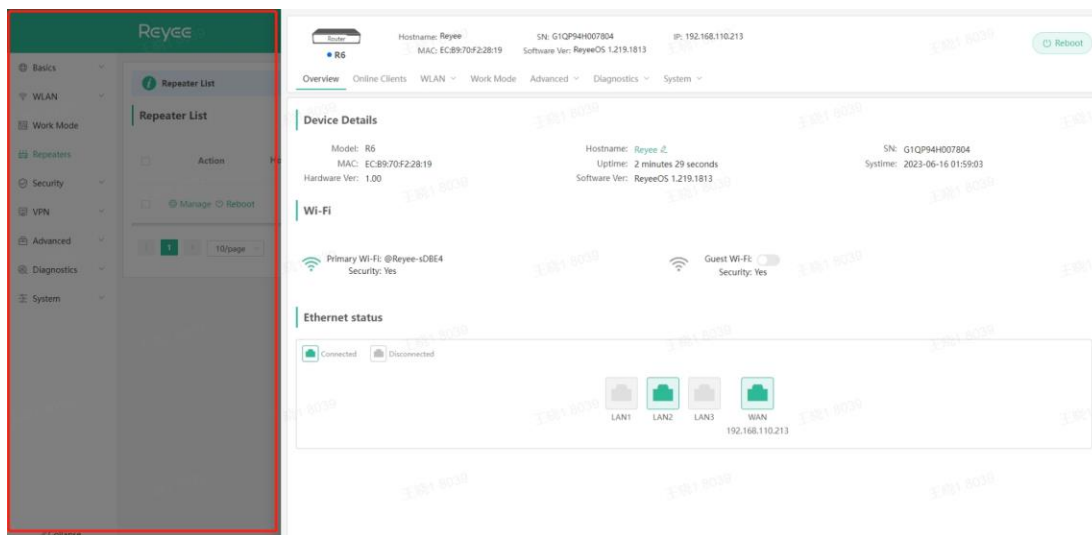 Reyee
Basics
WLAN
Work Mode
Repeaters
Security
VPN
Advanced
Diagnostics
System
Repeater List
Repeater List
Action
Manage Reboot
1
10/page
Router
R6
Hostname: Reyee
SN: G1QP94H007804
IP: 192.168.110.213
MAC: EC:B9:70:F2:28:19
Software Ver: ReyeeOS 1.219.1813
Reboot
Overview Online Clients WLAN Work Mode Advanced Diagnostics System
Device Details
Model: R6
Hostname: Reyee
SN: G1QP94H007804
MAC: EC:B9:70:F2:28:19
Uptime: 2 minutes 29 seconds
Systime: 2023-06-16 01:59:03
Hardware Ver: 1.00
Software Ver: ReyeeOS 1.219.1813
Wi-Fi
Primary Wi-Fi: @Reyee-sDBE4
Security: Yes
Guest Wi-Fi:
Security: Yes
Ethernet status
Connected Disconnected
LAN1 LAN2 LAN3 WAN
192.168.110.213